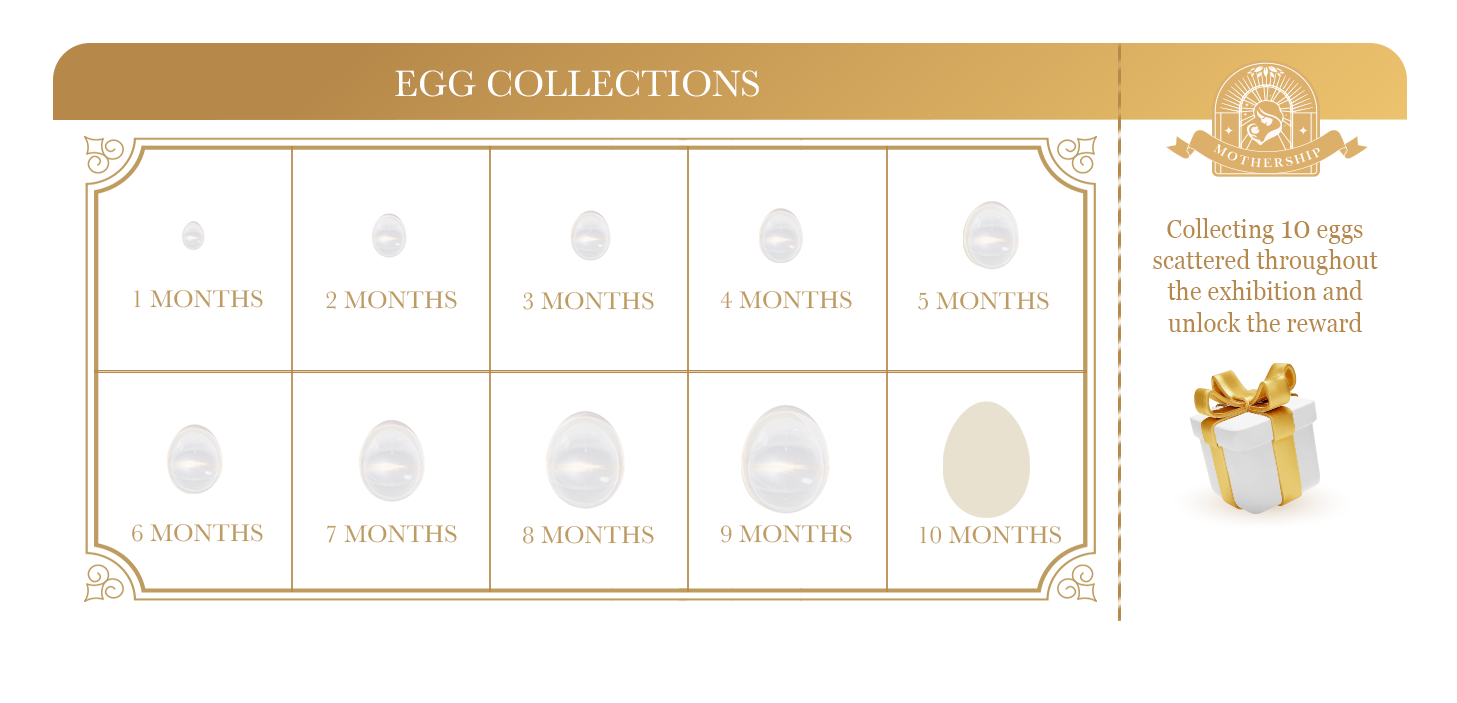 EGG COLLECTIONS
MOTHERSHIP
1 MONTHS
2 MONTHS
3 MONTHS
4 MONTHS
5 MONTHS
6 MONTHS
7 MONTHS
8 MONTHS
9 MONTHS
10 MONTHS
Collecting 10 eggs
scattered throughout
the exhibition and
unlock the reward